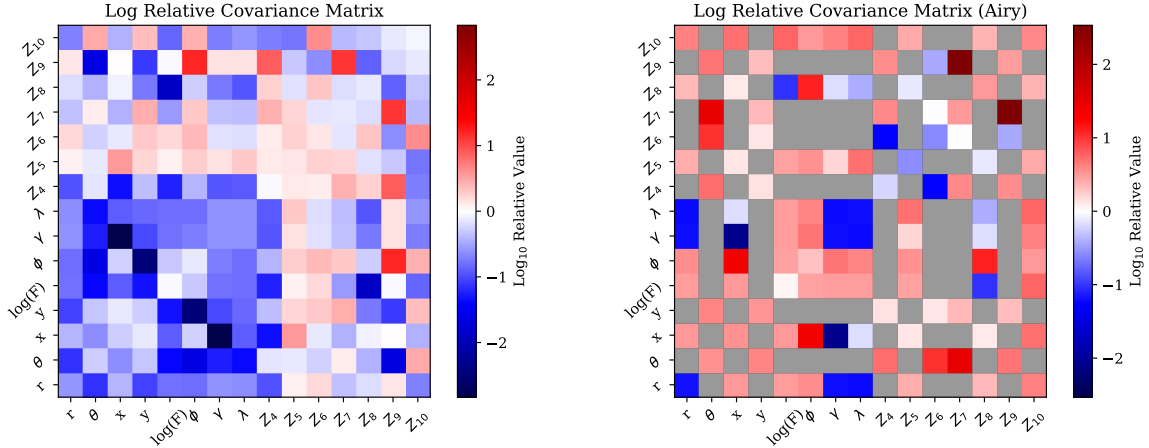 Log Relative Covariance Matrix
Z10
Z9
Z8
Z7
Z6
Z5
Z4
λ
γ
ϕ
log(F)
y
x
θ
r
r θ x y log(F) ϕ γ λ Z4 Z5 Z6 Z7 Z8 Z9 Z10
2
1
0
−1
−2
Log10 Relative Value
Log Relative Covariance Matrix (Airy)
Z10
Z9
Z8
Z7
Z6
Z5
Z4
λ
γ
ϕ
log(F)
y
x
θ
r
r θ x y log(F) ϕ γ λ Z4 Z5 Z6 Z7 Z8 Z9 Z10
2
1
0
−1
−2
Log10 Relative Value